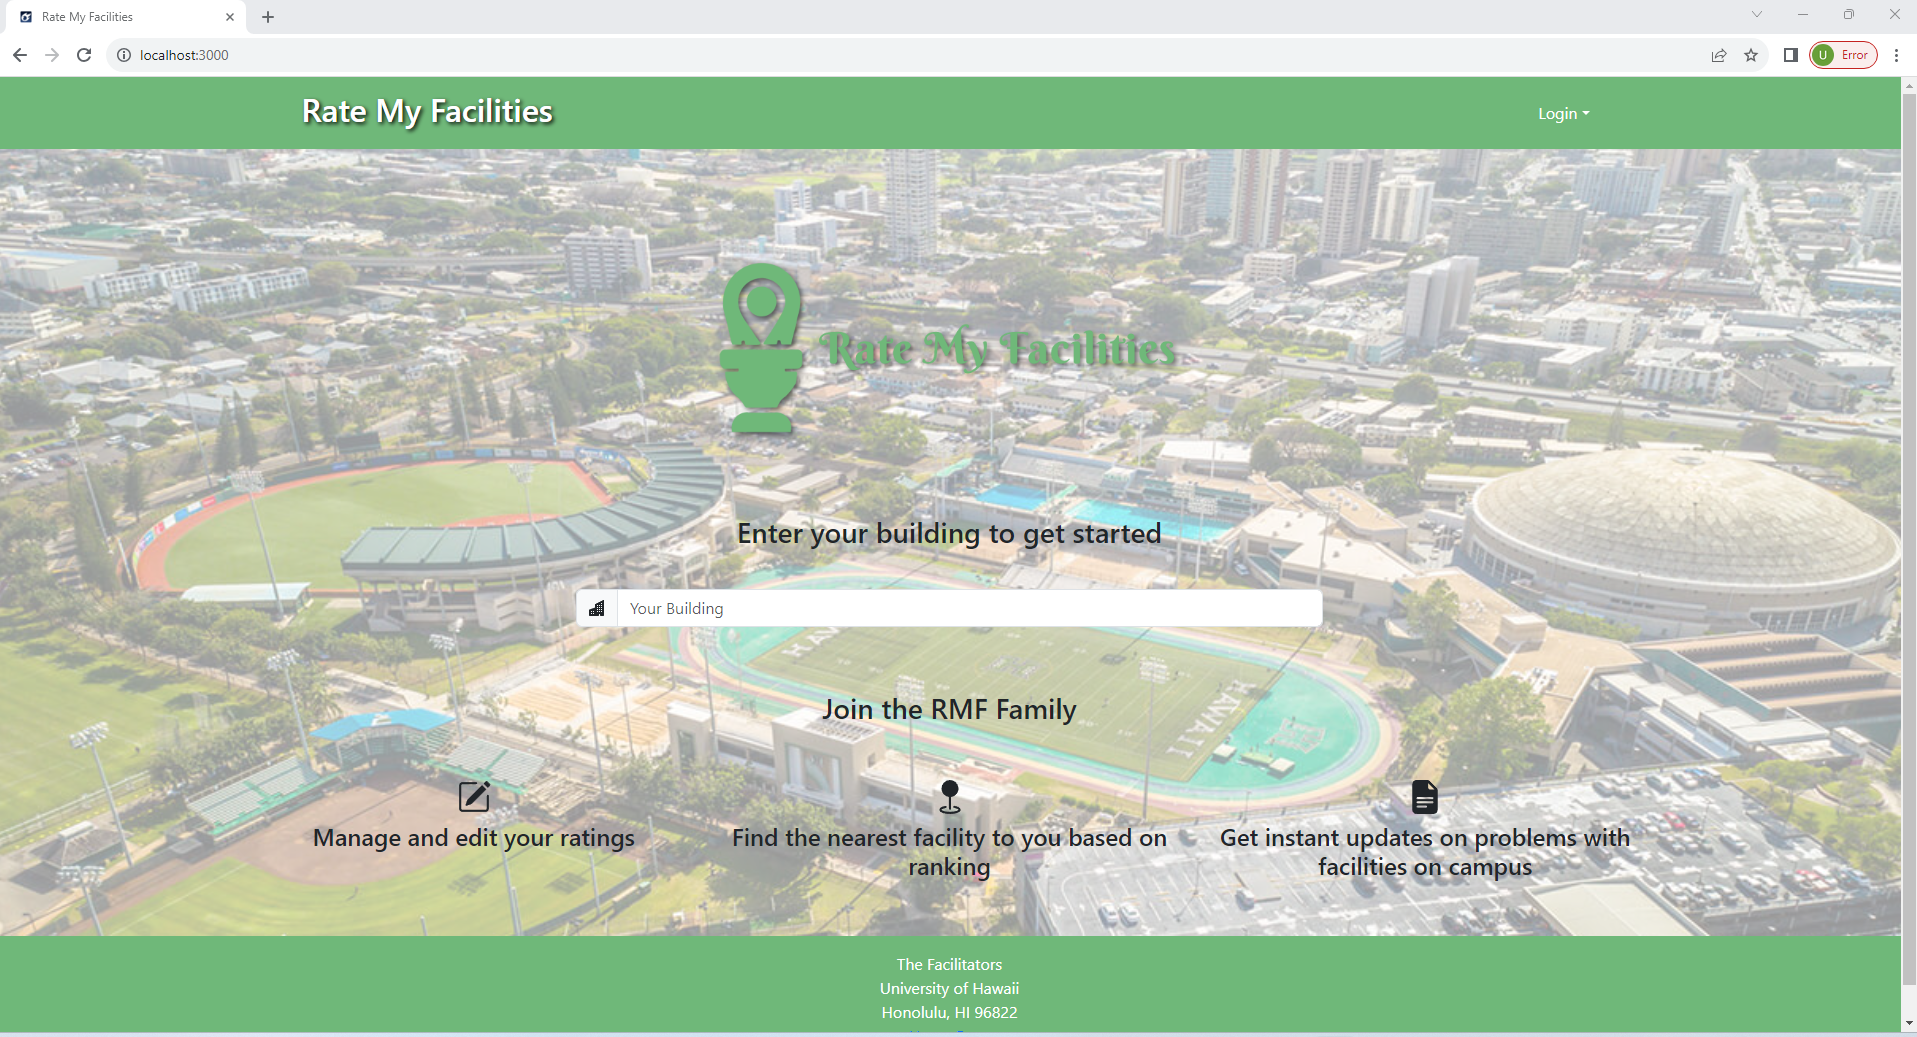 Rate My Facilities
localhost:3000
U Error
Rate My Facilities
Login
Rate My Facilities
Enter your building to get started
Your Building
HAWAII
Join the RMF Family
Manage and edit your ratings
Find the nearest facility to you based on
ranking
Get instant updates on problems with
facilities on campus
The Facilitators
University of Hawaii
Honolulu, HI 96822